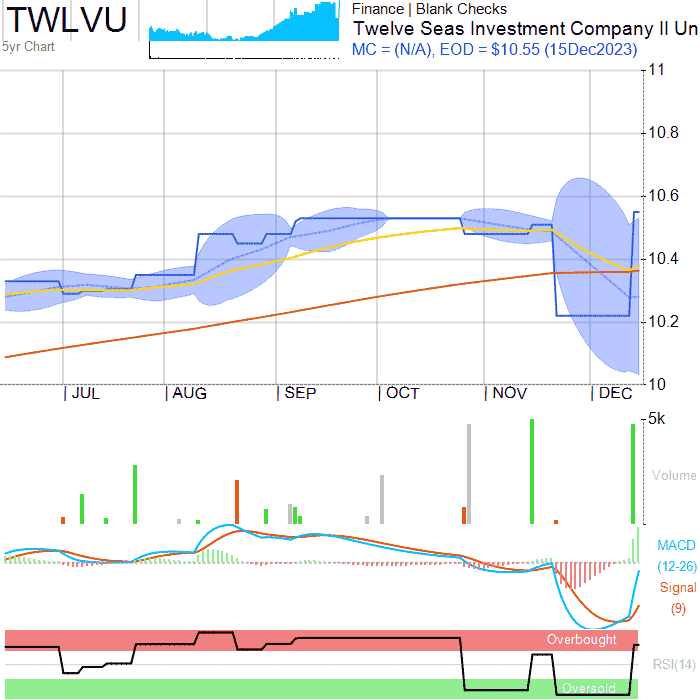 TWLVU
5yr Chart
Finance | Blank Checks
Twelve Seas Investment Company II Un
MC = (N/A), EOD = $10.55 (15Dec2023)
11
10.8
10.6
10.4
10.2
10
| JUL | AUG | SEP | OCT | NOV | DEC
5k
Volume
MACD
(12-26)
Signal
(9)
Overbought
RSI(14)
Oversold